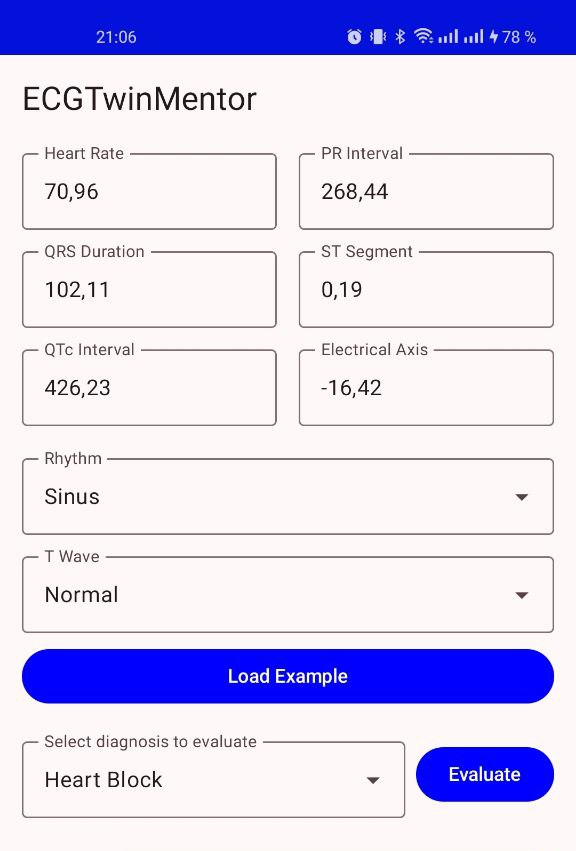 21:06 78 %
ECGTwinMentor
Heart Rate PR Interval
70,96 268,44
QRS Duration ST Segment
102,11 0,19
QTc Interval Electrical Axis
426,23 -16,42
Rhythm
Sinus
T Wave
Normal
Load Example
Select diagnosis to evaluate
Heart Block Evaluate